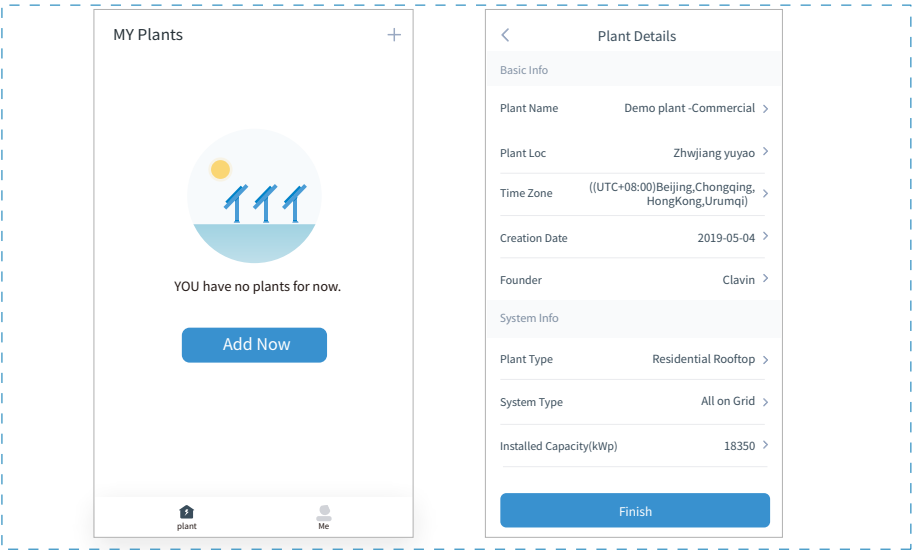 MY Plants
YOU have no plants for now.
Add Now
plant
Me
Plant Details
Basic Info
Plant Name
Demo plant -Commercial
Plant Loc
Zhwjiang yuyao
Time Zone
((UTC+08:00)Beijing,Chongqing,
HongKong,Urumqi)
Creation Date
2019-05-04
Founder
Clavin
System Info
Plant Type
Residential Rooftop
System Type
All on Grid
Installed Capacity(kWp)
18350
Finish